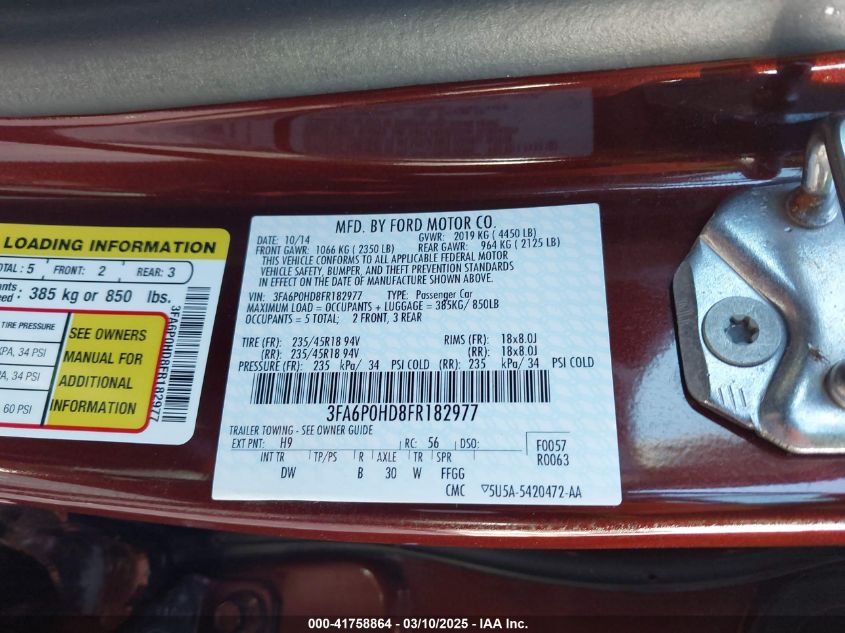 LOADING INFORMATION
TOTAL: 5 FRONT: 2 REAR: 3
385 kg or 850 lbs.
TIRE PRESSURE
KPA, 34 PSI
PA, 34 PSI
60 PSI
SEE OWNERS
MANUAL FOR
ADDITIONAL
INFORMATION
3FA6P0HD8FR182977
MFD. BY FORD MOTOR CO.
DATE: 10/14 GVWR: 2019 KG ( 4450 LB)
FRONT GAWR: 1066 KG ( 2350 LB) REAR GAWR: 964 KG ( 2125 LB)
THIS VEHICLE CONFORMS TO ALL APPLICABLE FEDERAL MOTOR
VEHICLE SAFETY, BUMPER, AND THEFT PREVENTION STANDARDS
IN EFFECT ON THE DATE OF MANUFACTURE SHOWN ABOVE.
VIN: 3FA6P0HD8FR182977 TYPE: Passenger Car
MAXIMUM LOAD = OCCUPANTS + LUGGAGE = 385KG/ 850LB
OCCUPANTS = 5 TOTAL; 2 FRONT, 3 REAR
TIRE (FR): 235/45R18 94V RIMS (FR): 18x8.0J
(RR): 235/45R18 94V (RR): 18x8.0J
PRESSURE (FR): 235 kPa/ 34 PSI COLD (RR): 235 kPa/ 34 PSI COLD
3FA6P0HD8FR182977
TRAILER TOWING - SEE OWNER GUIDE
EXT PNT: H9 RC: 56 DSO: F0057
INT TR TP/PS R AXLE TR SPR R0063
DW B 30 W FFGG
CMC ▽5U5A-5420472-AA
000-41758864 / 03/10/2025 - IAA Inc.